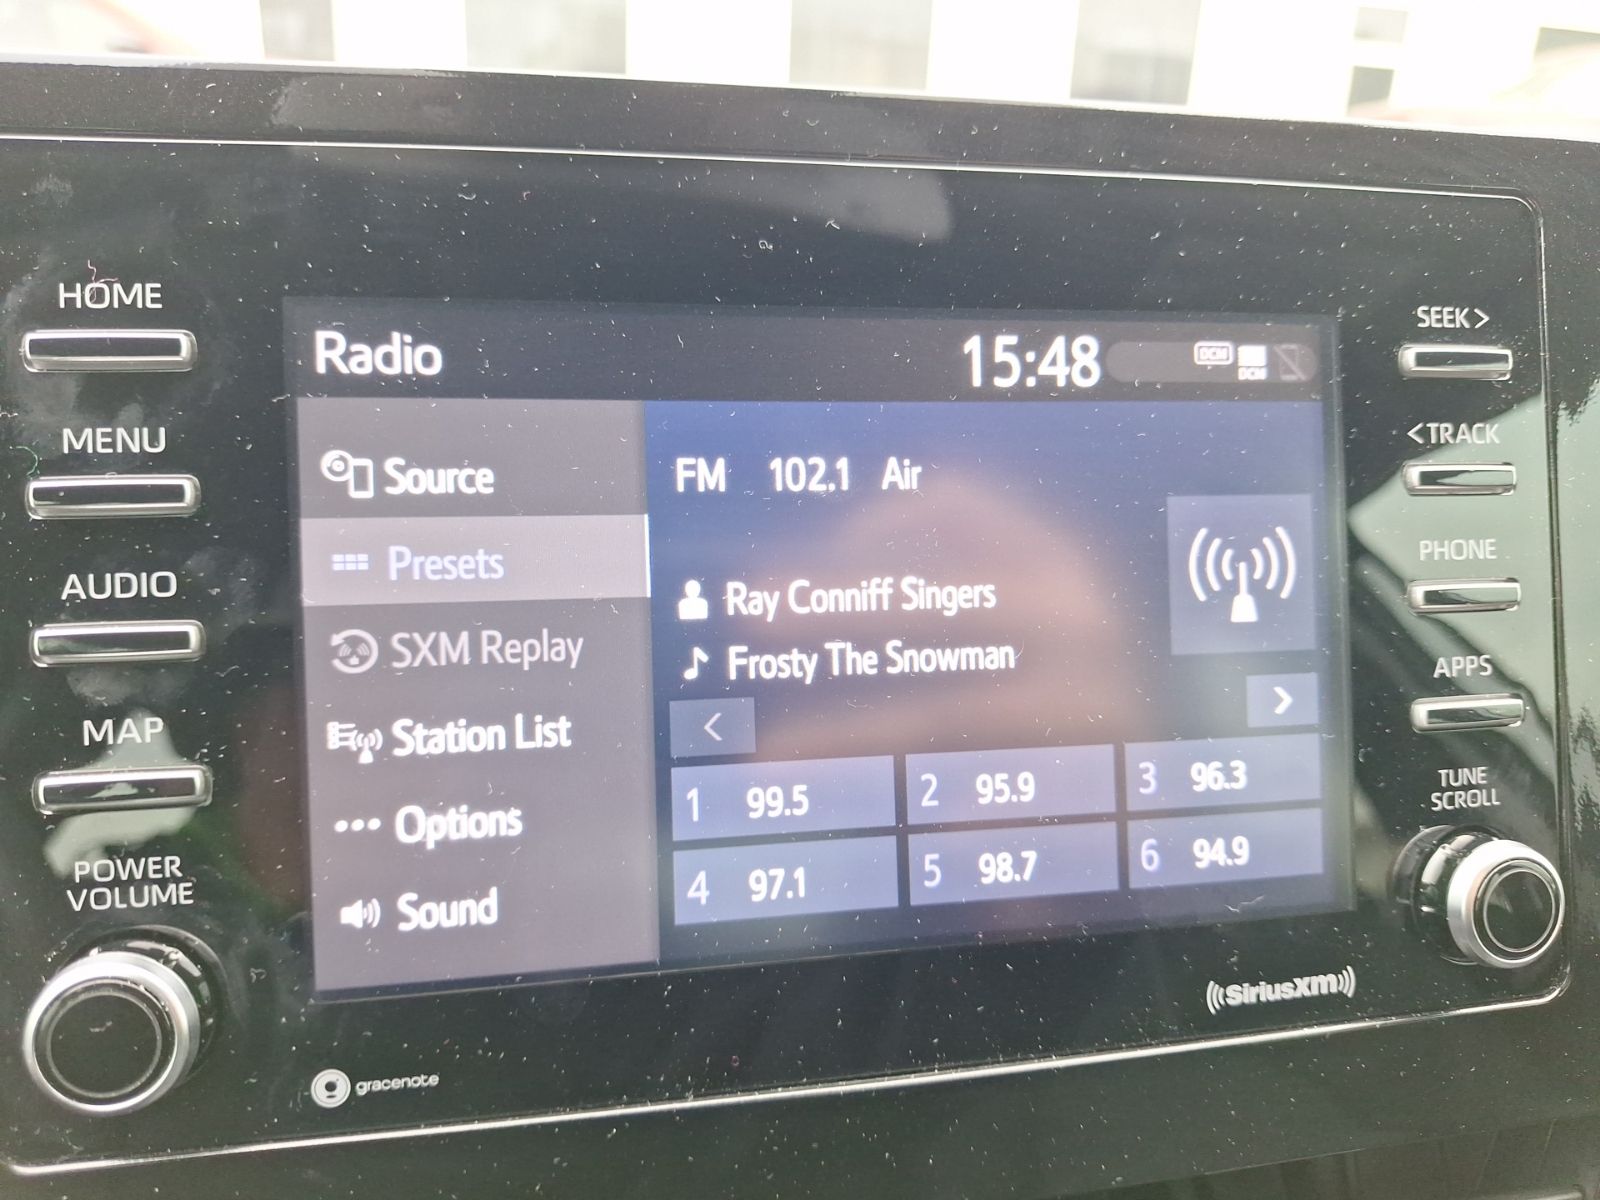 HOME
MENU
AUDIO
MAP
POWER
VOLUME
Radio
15:48
DCM
DCM
Source
Presets
SXM Replay
Station List
Options
Sound
FM 102.1 Air
Ray Conniff Singers
Frosty The Snowman
<
>
1 99.5
2 95.9
3 96.3
4 97.1
5 98.7
6 94.9
SEEK>
<TRACK
PHONE
APPS
TUNE
SCROLL
SiriusXM
gracenote